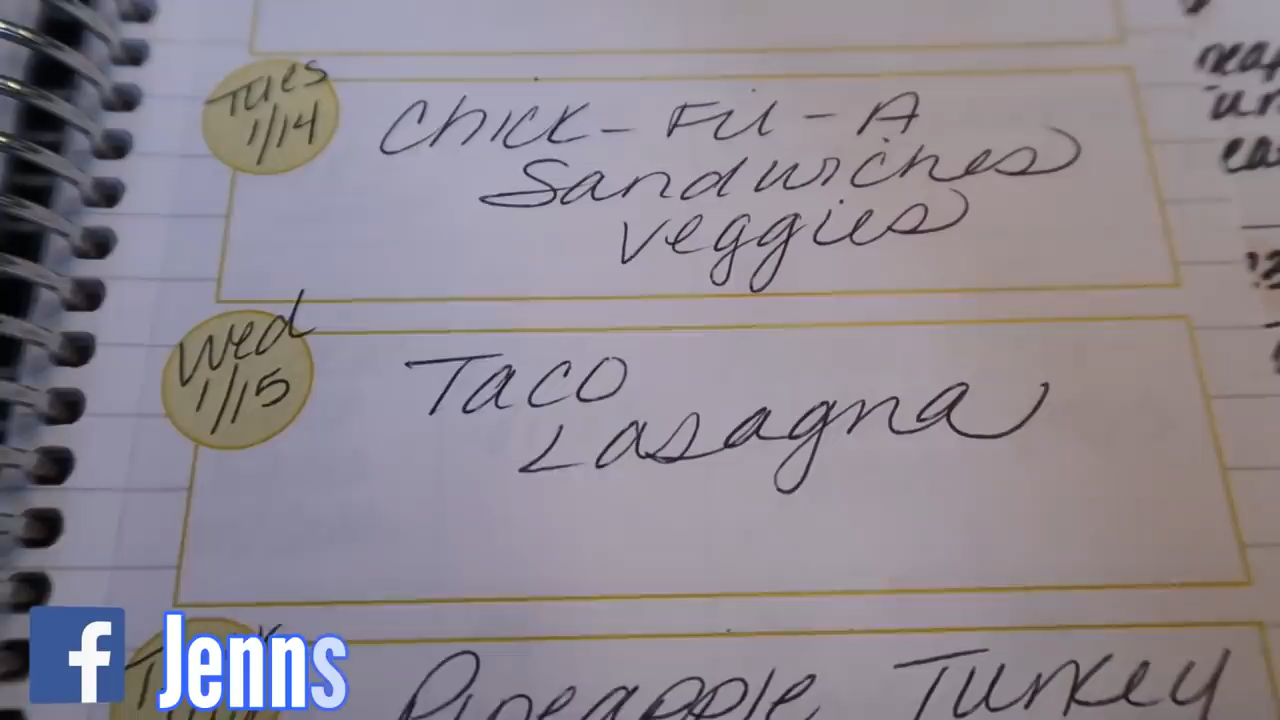 Tues
1/14
Chick-Fil-A
Sandwiches
veggies
Wed
1/15
Taco
Lasagna
Pineapple Turkey
f Jenns